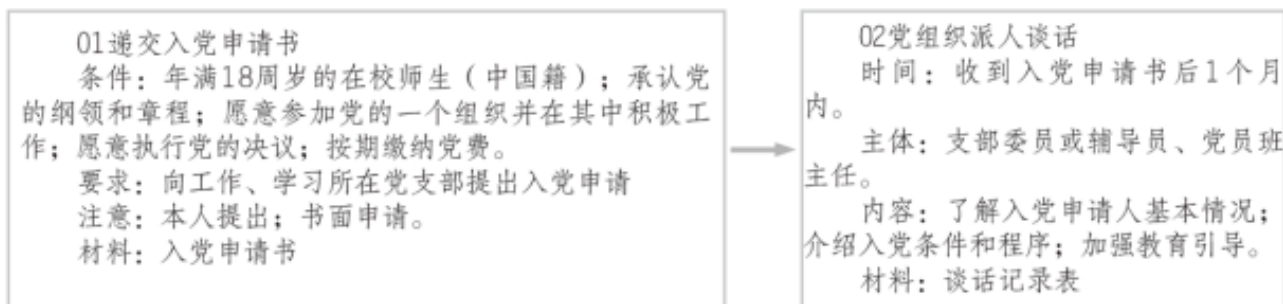 01递交入党申请书
条件：年满18周岁的在校师生（中国籍）；承认党
的纲领和章程；愿意参加党的一个组织并在其中积极工
作；愿意执行党的决议；按期缴纳党费。
要求：向工作、学习所在党支部提出入党申请
注意：本人提出；书面申请。
材料：入党申请书
02党组织派人谈话
时间：收到入党申请书后1个月
内。
主体：支部委员或辅导员、党员班
主任。
内容：了解入党申请人基本情况；
介绍入党条件和程序；加强教育引导。
材料：谈话记录表